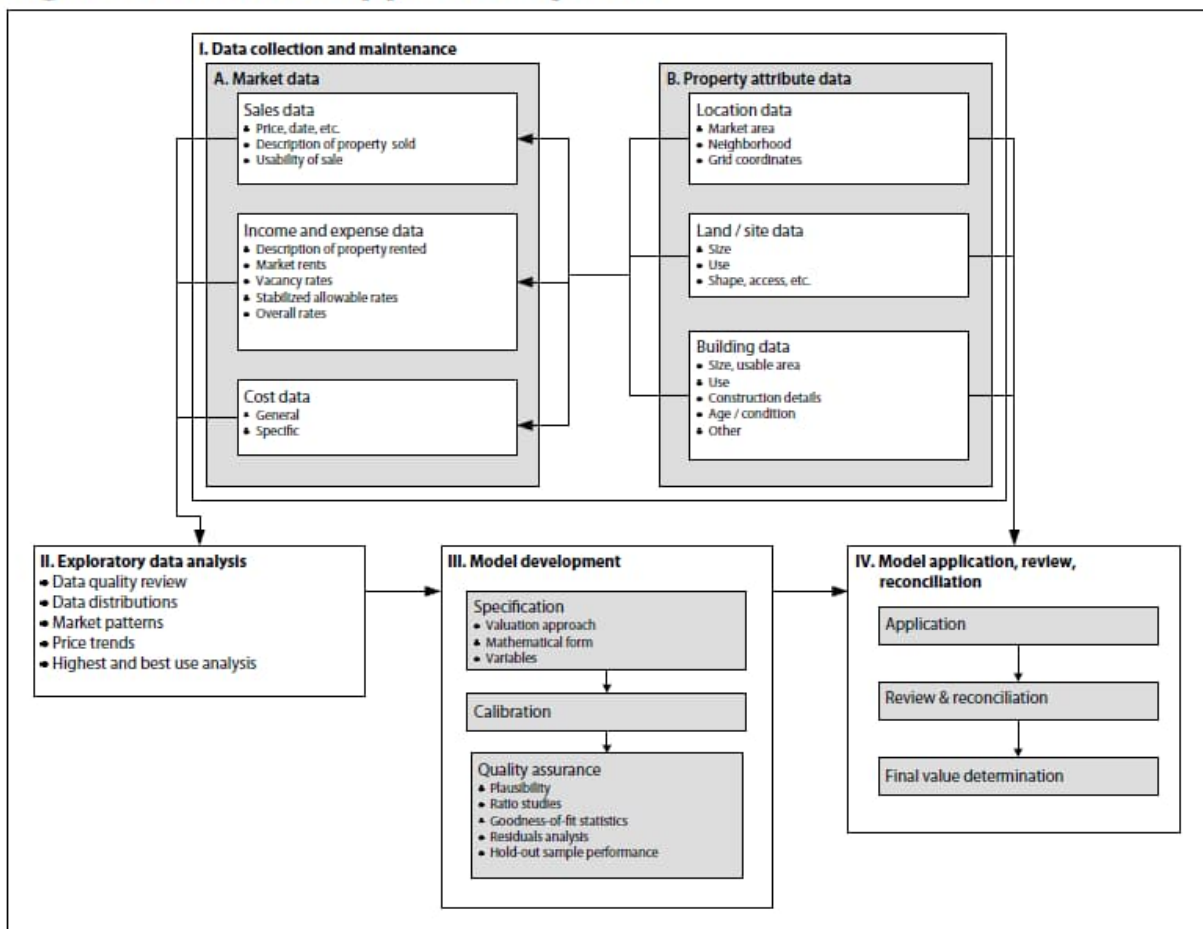 I. Data collection and maintenance
A. Market data
Sales data
Price, date, etc.
Description of property sold
Usability of sale
Income and expense data
Description of property rented
Market rents
Vacancy rates
Stabilized allowable rates
Overall rates
Cost data
General
Specific
B. Property attribute data
Location data
Market area
Neighborhood
Grid coordinates
Land / site data
Size
Use
Shape, access, etc.
Building data
Size, usable area
Use
Construction details
Age / condition
Other
II. Exploratory data analysis
Data quality review
Data distributions
Market patterns
Price trends
Highest and best use analysis
III. Model development
Specification
Valuation approach
Mathematical form
Variables
Calibration
Quality assurance
Plausibility
Ratio studies
Goodness-of-fit statistics
Residuals analysis
Hold-out sample performance
IV. Model application, review,
reconciliation
Application
Review & reconciliation
Final value determination